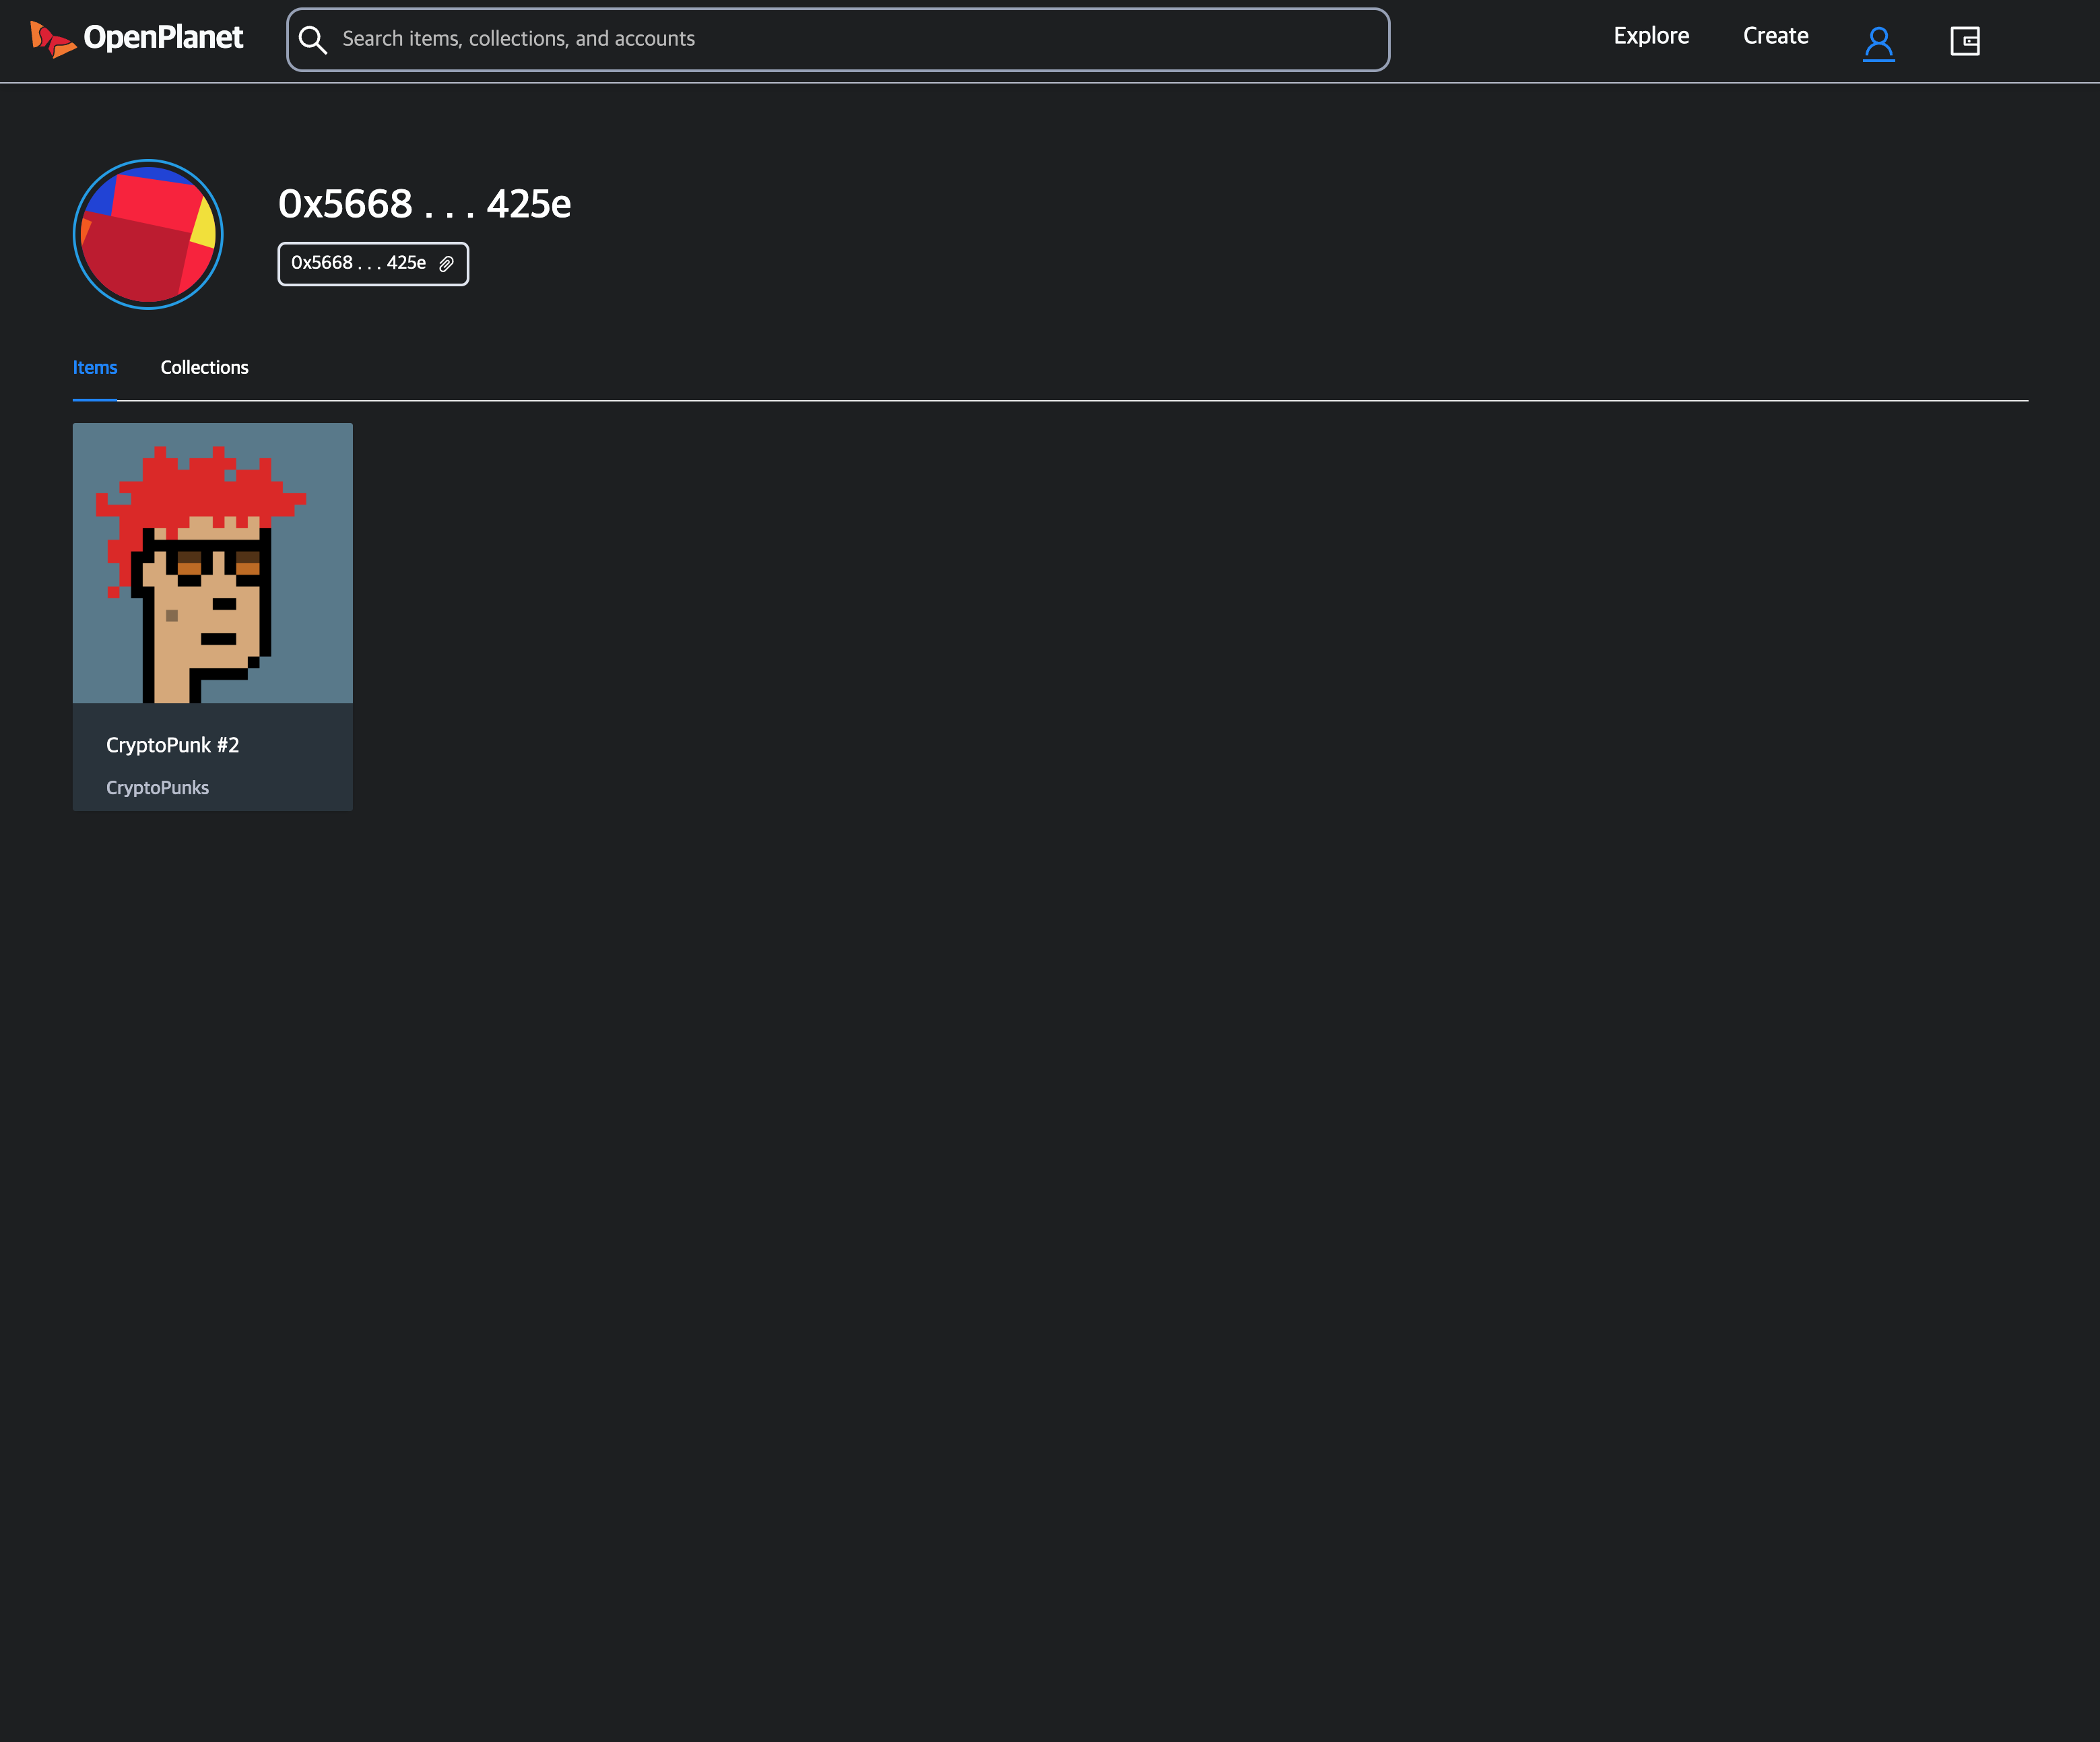 OpenPlanet
Search items, collections, and accounts
Explore
Create
0x5668 . . . 425e
0x5668 . . . 425e
Items
Collections
CryptoPunk #2
CryptoPunks